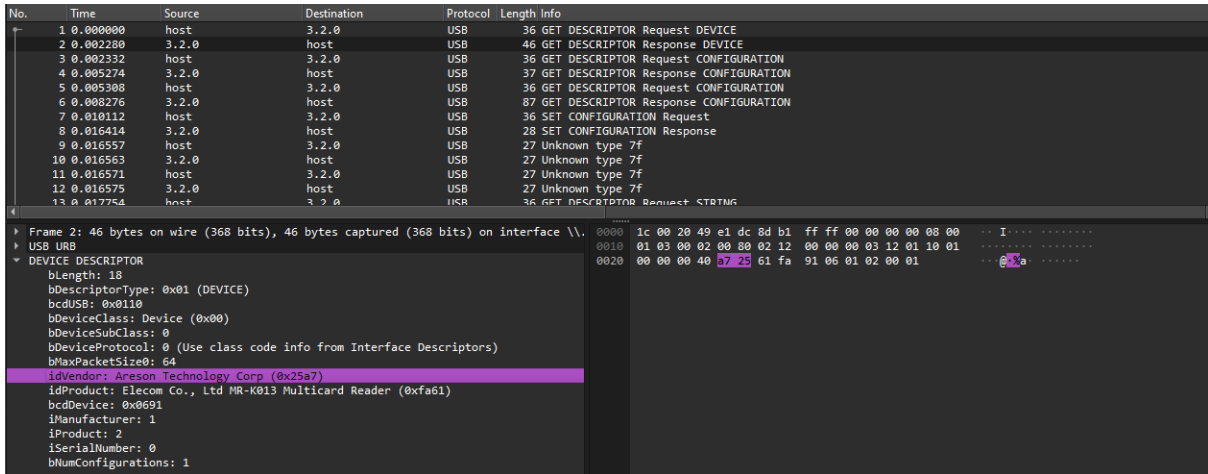 No. Time Source Destination Protocol Length Info
1 0.000000 host 3.2.0 USB 36 GET DESCRIPTOR Request DEVICE
2 0.002280 3.2.0 host USB 46 GET DESCRIPTOR Response DEVICE
3 0.002332 host 3.2.0 USB 36 GET DESCRIPTOR Request CONFIGURATION
4 0.005274 3.2.0 host USB 37 GET DESCRIPTOR Response CONFIGURATION
5 0.005308 host 3.2.0 USB 36 GET DESCRIPTOR Request CONFIGURATION
6 0.008276 3.2.0 host USB 87 GET DESCRIPTOR Response CONFIGURATION
7 0.010112 host 3.2.0 USB 36 SET CONFIGURATION Request
8 0.016414 3.2.0 host USB 28 SET CONFIGURATION Response
9 0.016557 3.2.0 host USB 27 Unknown type 7f
10 0.016563 3.2.0 host USB 27 Unknown type 7f
11 0.016571 3.2.0 host USB 27 Unknown type 7f
12 0.016575 3.2.0 host USB 27 Unknown type 7f
13 0.017754 host 3.2.0 USB 36 GET DESCRIPTOR Request STRING
Frame 2: 46 bytes on wire (368 bits), 46 bytes captured (368 bits) on interface \\.
USB URB
DEVICE DESCRIPTOR
bLength: 18
bDescriptorType: 0x01 (DEVICE)
bcdUSB: 0x0110
bDeviceClass: Device (0x00)
bDeviceSubClass: 0
bDeviceProtocol: 0 (Use class code info from Interface Descriptors)
bMaxPacketSize0: 64
idVendor: Areson Technology Corp (0x25a7)
idProduct: Elecom Co., Ltd MR-K013 Multicard Reader (0xfa61)
bcdDevice: 0x0691
iManufacturer: 1
iProduct: 2
iSerialNumber: 0
bNumConfigurations: 1
0000 1c 00 20 49 e1 dc 8d b1 ff ff 00 00 00 00 08 00 ·· I···· ········
0010 01 03 00 02 00 80 02 12 00 00 00 03 12 01 10 01 ········ ········
0020 00 00 00 40 a7 25 61 fa 91 06 01 02 00 01 ···@·%a· ······